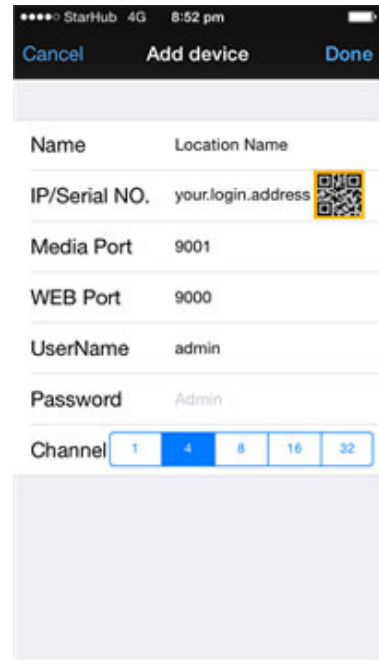 StarHub 4G 8:52 pm
Cancel Add device Done
Name Location Name
IP/Serial NO. your.login.address
Media Port 9001
WEB Port 9000
UserName admin
Password Admin
Channel 1 4 8 16 32